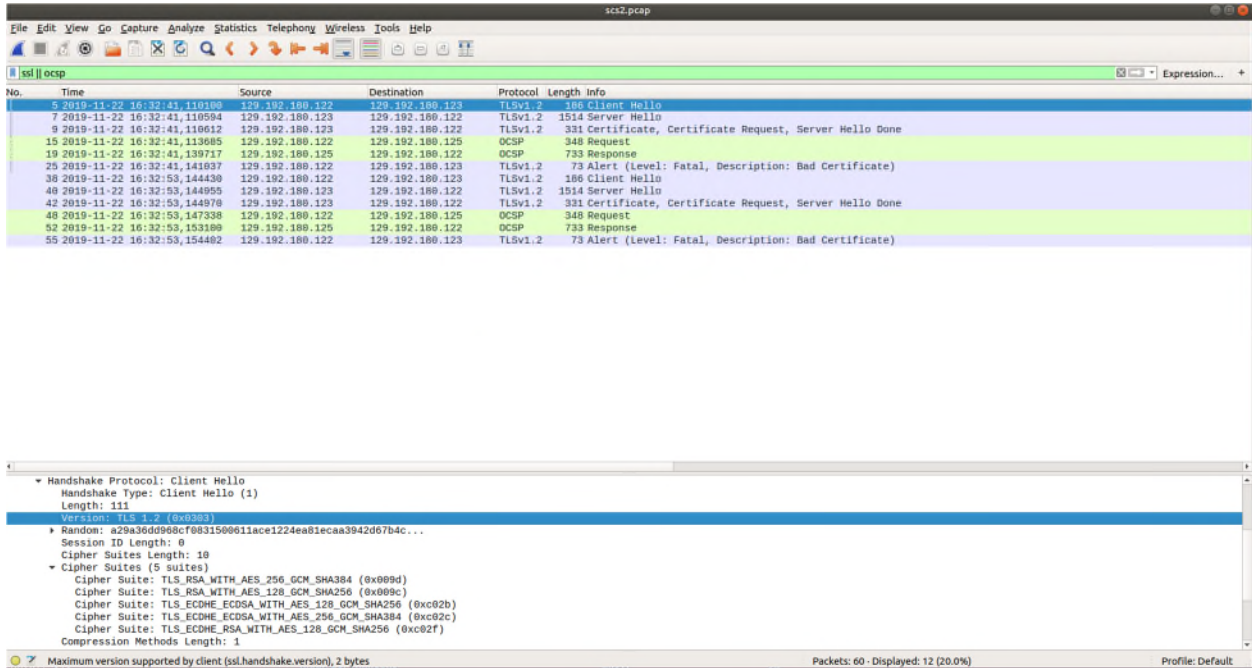 scs2.pcap
File Edit View Go Capture Analyze Statistics Telephony Wireless Tools Help
ssl || ocsp Expression... +
No. Time Source Destination Protocol Length Info
5 2019-11-22 16:32:41,110100 129.192.180.122 129.192.180.123 TLSv1.2 186 Client Hello
7 2019-11-22 16:32:41,110594 129.192.180.123 129.192.180.122 TLSv1.2 1514 Server Hello
9 2019-11-22 16:32:41,110612 129.192.180.123 129.192.180.122 TLSv1.2 331 Certificate, Certificate Request, Server Hello Done
15 2019-11-22 16:32:41,113685 129.192.180.122 129.192.180.125 OCSP 348 Request
19 2019-11-22 16:32:41,139717 129.192.180.125 129.192.180.122 OCSP 733 Response
25 2019-11-22 16:32:41,141037 129.192.180.122 129.192.180.123 TLSv1.2 73 Alert (Level: Fatal, Description: Bad Certificate)
38 2019-11-22 16:32:53,144430 129.192.180.122 129.192.180.123 TLSv1.2 186 Client Hello
40 2019-11-22 16:32:53,144955 129.192.180.123 129.192.180.122 TLSv1.2 1514 Server Hello
42 2019-11-22 16:32:53,144970 129.192.180.123 129.192.180.122 TLSv1.2 331 Certificate, Certificate Request, Server Hello Done
48 2019-11-22 16:32:53,147338 129.192.180.122 129.192.180.125 OCSP 348 Request
52 2019-11-22 16:32:53,153100 129.192.180.125 129.192.180.122 OCSP 733 Response
55 2019-11-22 16:32:53,154402 129.192.180.122 129.192.180.123 TLSv1.2 73 Alert (Level: Fatal, Description: Bad Certificate)
Handshake Protocol: Client Hello
Handshake Type: Client Hello (1)
Length: 111
Version: TLS 1.2 (0x0303)
Random: a29a36dd968cf0831500611ace1224ea81ecaa3942d67b4c...
Session ID Length: 0
Cipher Suites Length: 10
Cipher Suites (5 suites)
Cipher Suite: TLS_RSA_WITH_AES_256_GCM_SHA384 (0x009d)
Cipher Suite: TLS_RSA_WITH_AES_128_GCM_SHA256 (0x009c)
Cipher Suite: TLS_ECDHE_ECDSA_WITH_AES_128_GCM_SHA256 (0xc02b)
Cipher Suite: TLS_ECDHE_ECDSA_WITH_AES_256_GCM_SHA384 (0xc02c)
Cipher Suite: TLS_ECDHE_RSA_WITH_AES_128_GCM_SHA256 (0xc02f)
Compression Methods Length: 1
Maximum version supported by client (ssl.handshake.version), 2 bytes Packets: 60 · Displayed: 12 (20.0%) Profile: Default